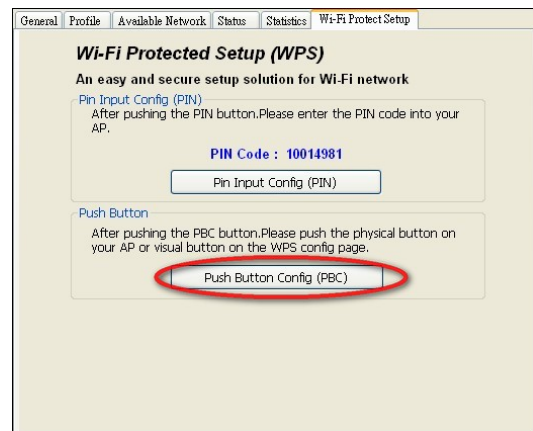 General Profile Available Network Status Statistics Wi-Fi Protect Setup
Wi-Fi Protected Setup (WPS)
An easy and secure setup solution for Wi-Fi network
Pin Input Config (PIN)
After pushing the PIN button.Please enter the PIN code into your
AP.
PIN Code : 10014981
Pin Input Config (PIN)
Push Button
After pushing the PBC button.Please push the physical button on
your AP or visual button on the WPS config page.
Push Button Config (PBC)